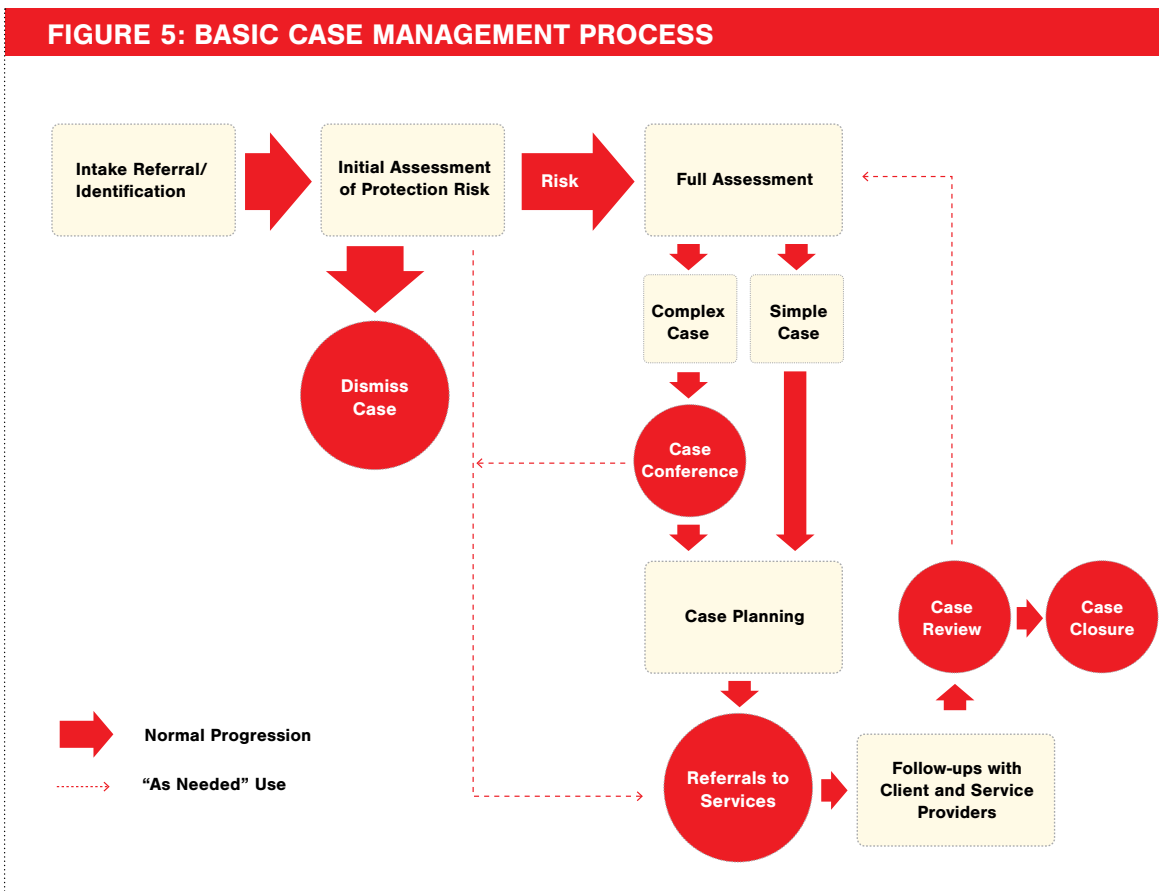 FIGURE 5: BASIC CASE MANAGEMENT PROCESS
Intake Referral/
Identification
Initial Assessment
of Protection Risk
Risk
Full Assessment
Complex
Case
Simple
Case
Dismiss
Case
Case
Conference
Case Planning
Case
Review
Case
Closure
Normal Progression
“As Needed” Use
Referrals to
Services
Follow-ups with
Client and Service
Providers